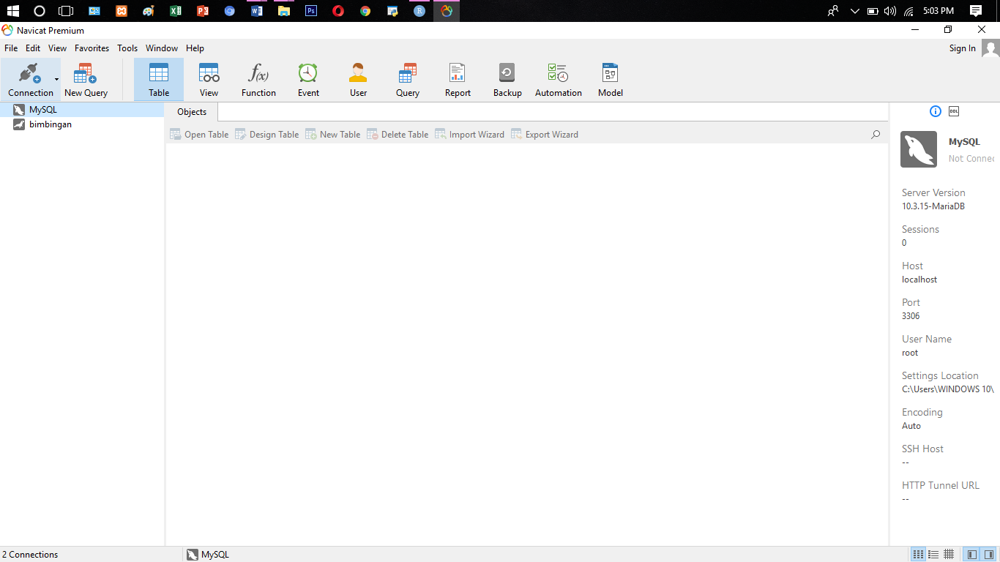 5:03 PM
Navicat Premium
File Edit View Favorites Tools Window Help
Sign In
Connection New Query Table View Function Event User Query Report Backup Automation Model
f(x)
MySQL
bimbingan
Objects
Open Table Design Table New Table Delete Table Import Wizard Export Wizard
DDL
MySQL
Not Connec
Server Version
10.3.15-MariaDB
Sessions
0
Host
localhost
Port
3306
User Name
root
Settings Location
C:\Users\WINDOWS 10\
Encoding
Auto
SSH Host
--
HTTP Tunnel URL
--
2 Connections
MySQL